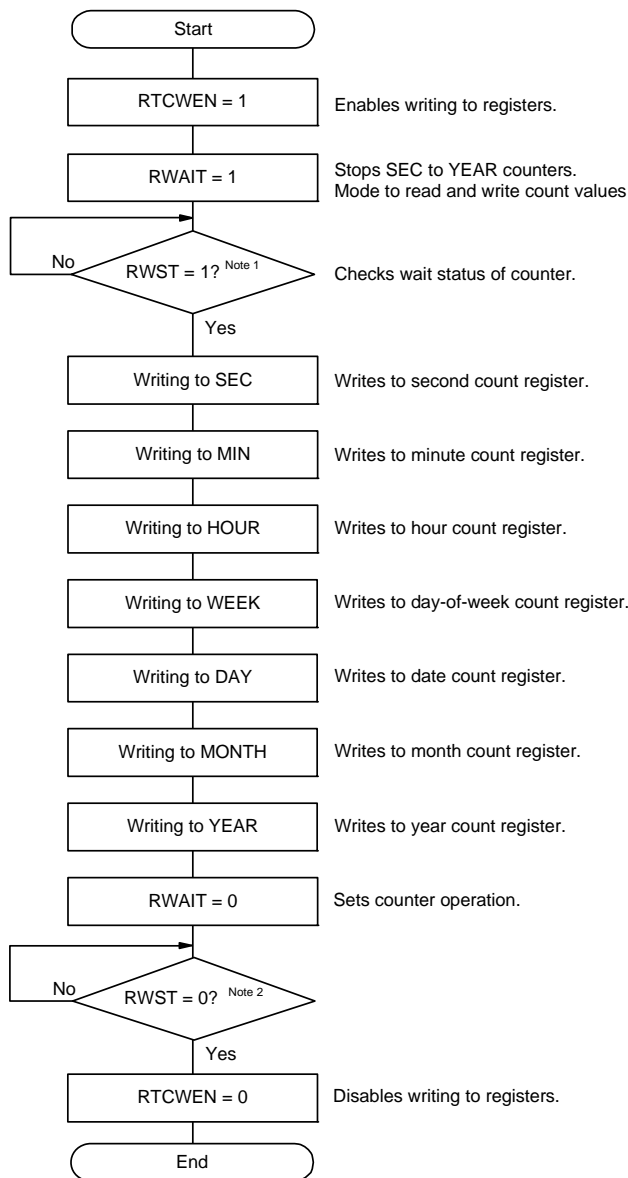 Start
RTCWEN = 1
Enables writing to registers.
RWAIT = 1
Stops SEC to YEAR counters.
Mode to read and write count values
No
RWST = 1? Note 1
Checks wait status of counter.
Yes
Writing to SEC
Writes to second count register.
Writing to MIN
Writes to minute count register.
Writing to HOUR
Writes to hour count register.
Writing to WEEK
Writes to day-of-week count register.
Writing to DAY
Writes to date count register.
Writing to MONTH
Writes to month count register.
Writing to YEAR
Writes to year count register.
RWAIT = 0
Sets counter operation.
No
RWST = 0? Note 2
Yes
RTCWEN = 0
Disables writing to registers.
End